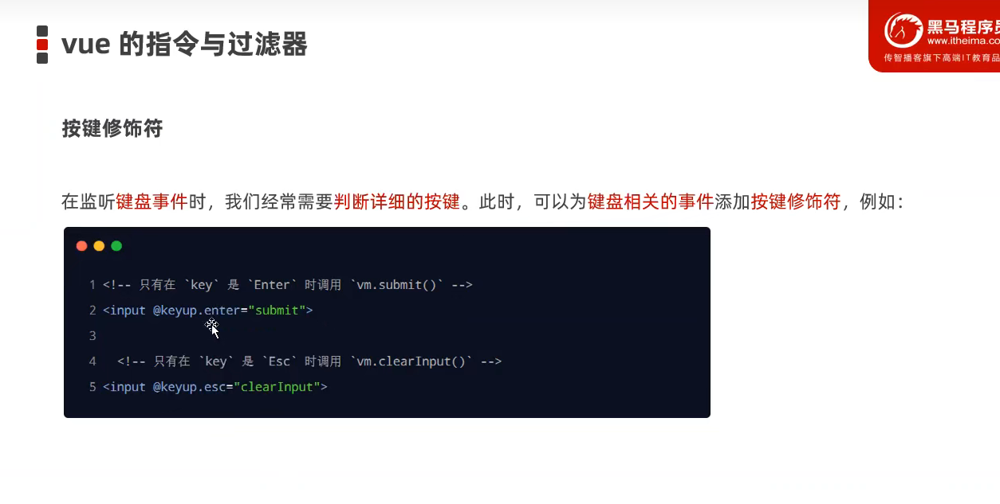 vue 的指令与过滤器
黑马程序员
www.itheima.co
传智播客旗下高端IT教育品
按键修饰符
在监听键盘事件时，我们经常需要判断详细的按键。此时，可以为键盘相关的事件添加按键修饰符，例如：
1 <!-- 只有在 `key` 是 `Enter` 时调用 `vm.submit()` -->
2 <input @keyup.enter="submit">
3
4 <!-- 只有在 `key` 是 `Esc` 时调用 `vm.clearInput()` -->
5 <input @keyup.esc="clearInput">